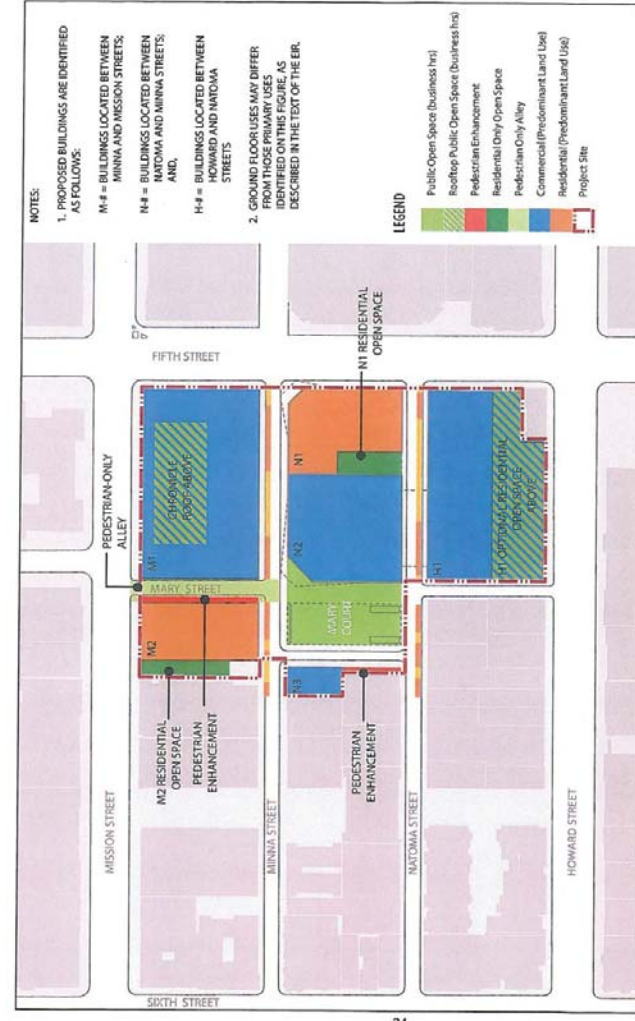 NOTES:
1. PROPOSED BUILDINGS ARE IDENTIFIED
AS FOLLOWS:
M-# = BUILDINGS LOCATED BETWEEN
MINNA AND MISSION STREETS;
N-# = BUILDINGS LOCATED BETWEEN
NATOMA AND MINNA STREETS;
AND,
H-# = BUILDINGS LOCATED BETWEEN
HOWARD AND NATOMA
STREETS
2. GROUND FLOOR USES MAY DIFFER
FROM THOSE PRIMARY USES
IDENTIFIED ON THIS FIGURE, AS
DESCRIBED IN THE TEXT OF THE EIR.
LEGEND
Public Open Space (business hrs)
Rooftop Public Open Space (business hrs)
Pedestrian Enhancement
Residential Only Open Space
Pedestrian Only Alley
Commercial (Predominant Land Use)
Residential (Predominant Land Use)
Project Site
FIFTH STREET
PEDESTRIAN-ONLY
ALLEY
N1 RESIDENTIAL
OPEN SPACE
M1
CHRONICLE
ROOF ABOVE
N1
N2
H1
H1 OPTIONAL RESIDENTIAL
OPEN SPACE
ABOVE
MARY STREET
MARY
COURT
M2
N3
M2 RESIDENTIAL
OPEN SPACE
PEDESTRIAN
ENHANCEMENT
PEDESTRIAN
ENHANCEMENT
MISSION STREET
MINNA STREET
NATOMA STREET
HOWARD STREET
SIXTH STREET